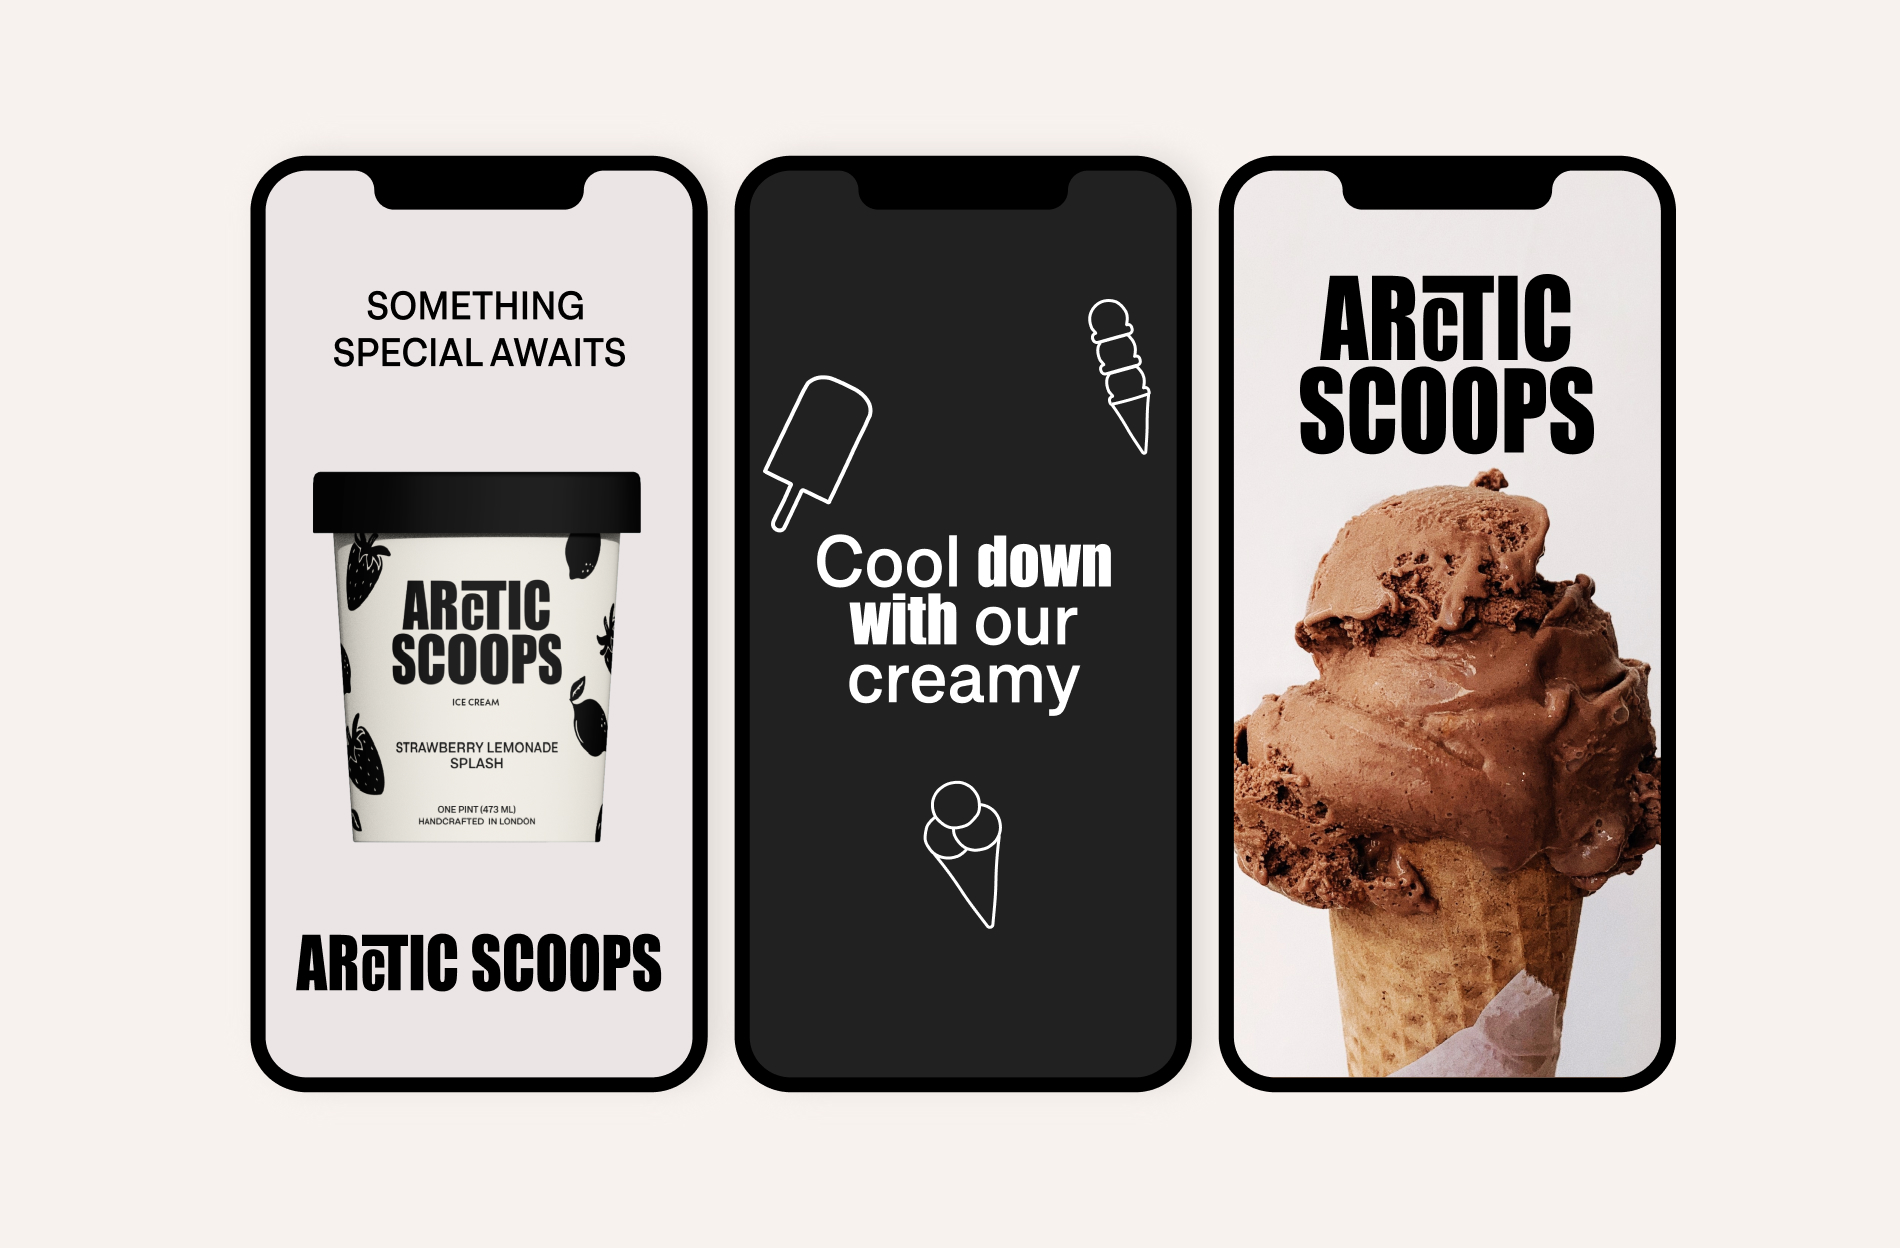 SOMETHING
SPECIAL AWAITS
ARCTIC
SCOOPS
ICE CREAM
STRAWBERRY LEMONADE
SPLASH
ONE PINT (473 ML)
HANDCRAFTED IN LONDON
ARCTIC SCOOPS
Cool down
with our
creamy
ARCTIC
SCOOPS